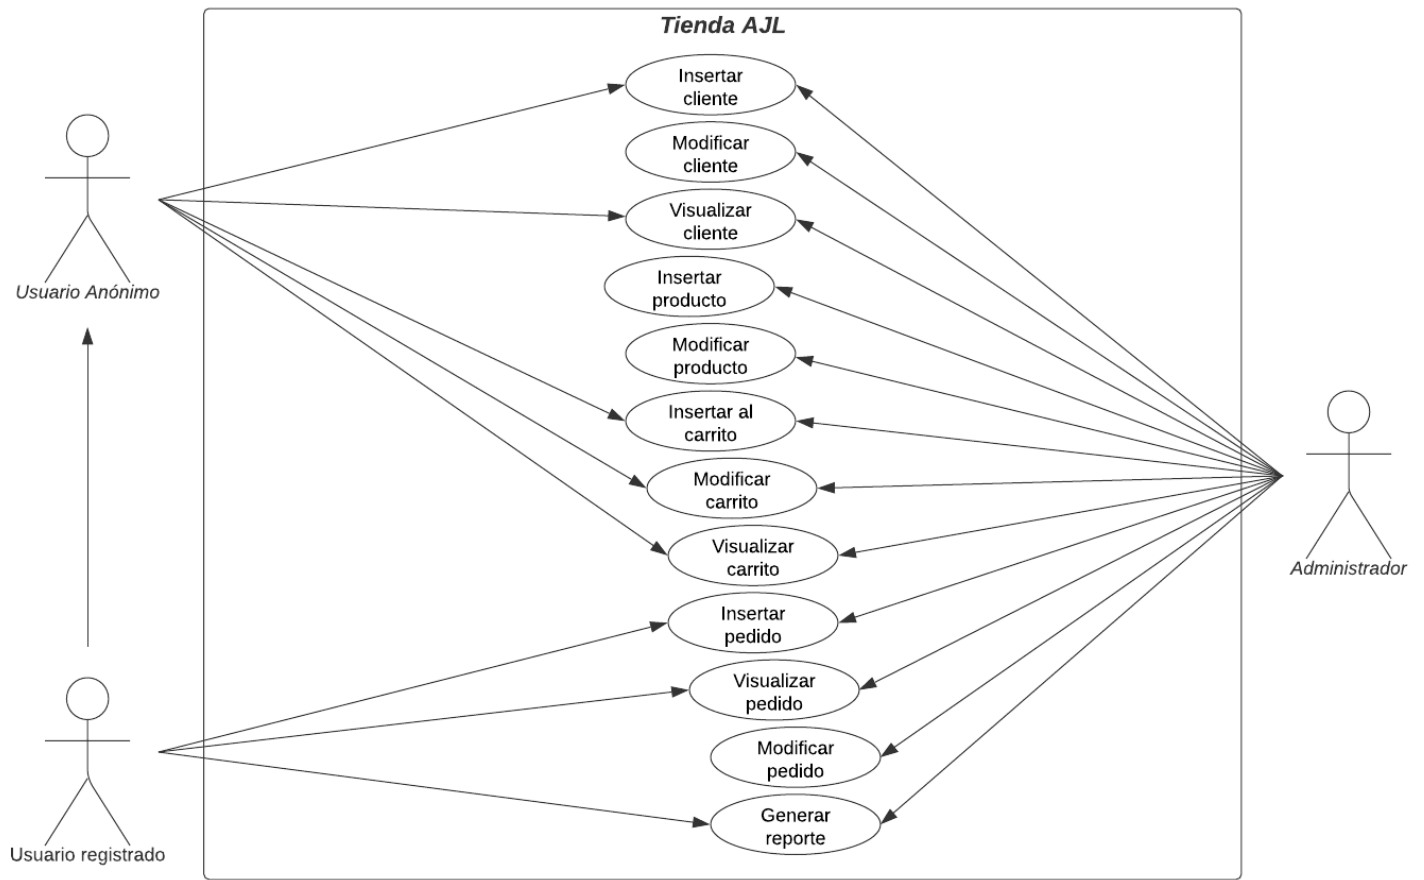 Tienda AJL
Insertar
cliente
Modificar
cliente
Visualizar
cliente
Insertar
producto
Modificar
producto
Insertar al
carrito
Modificar
carrito
Visualizar
carrito
Insertar
pedido
Visualizar
pedido
Modificar
pedido
Generar
reporte
Usuario Anónimo
Usuario registrado
Administrador